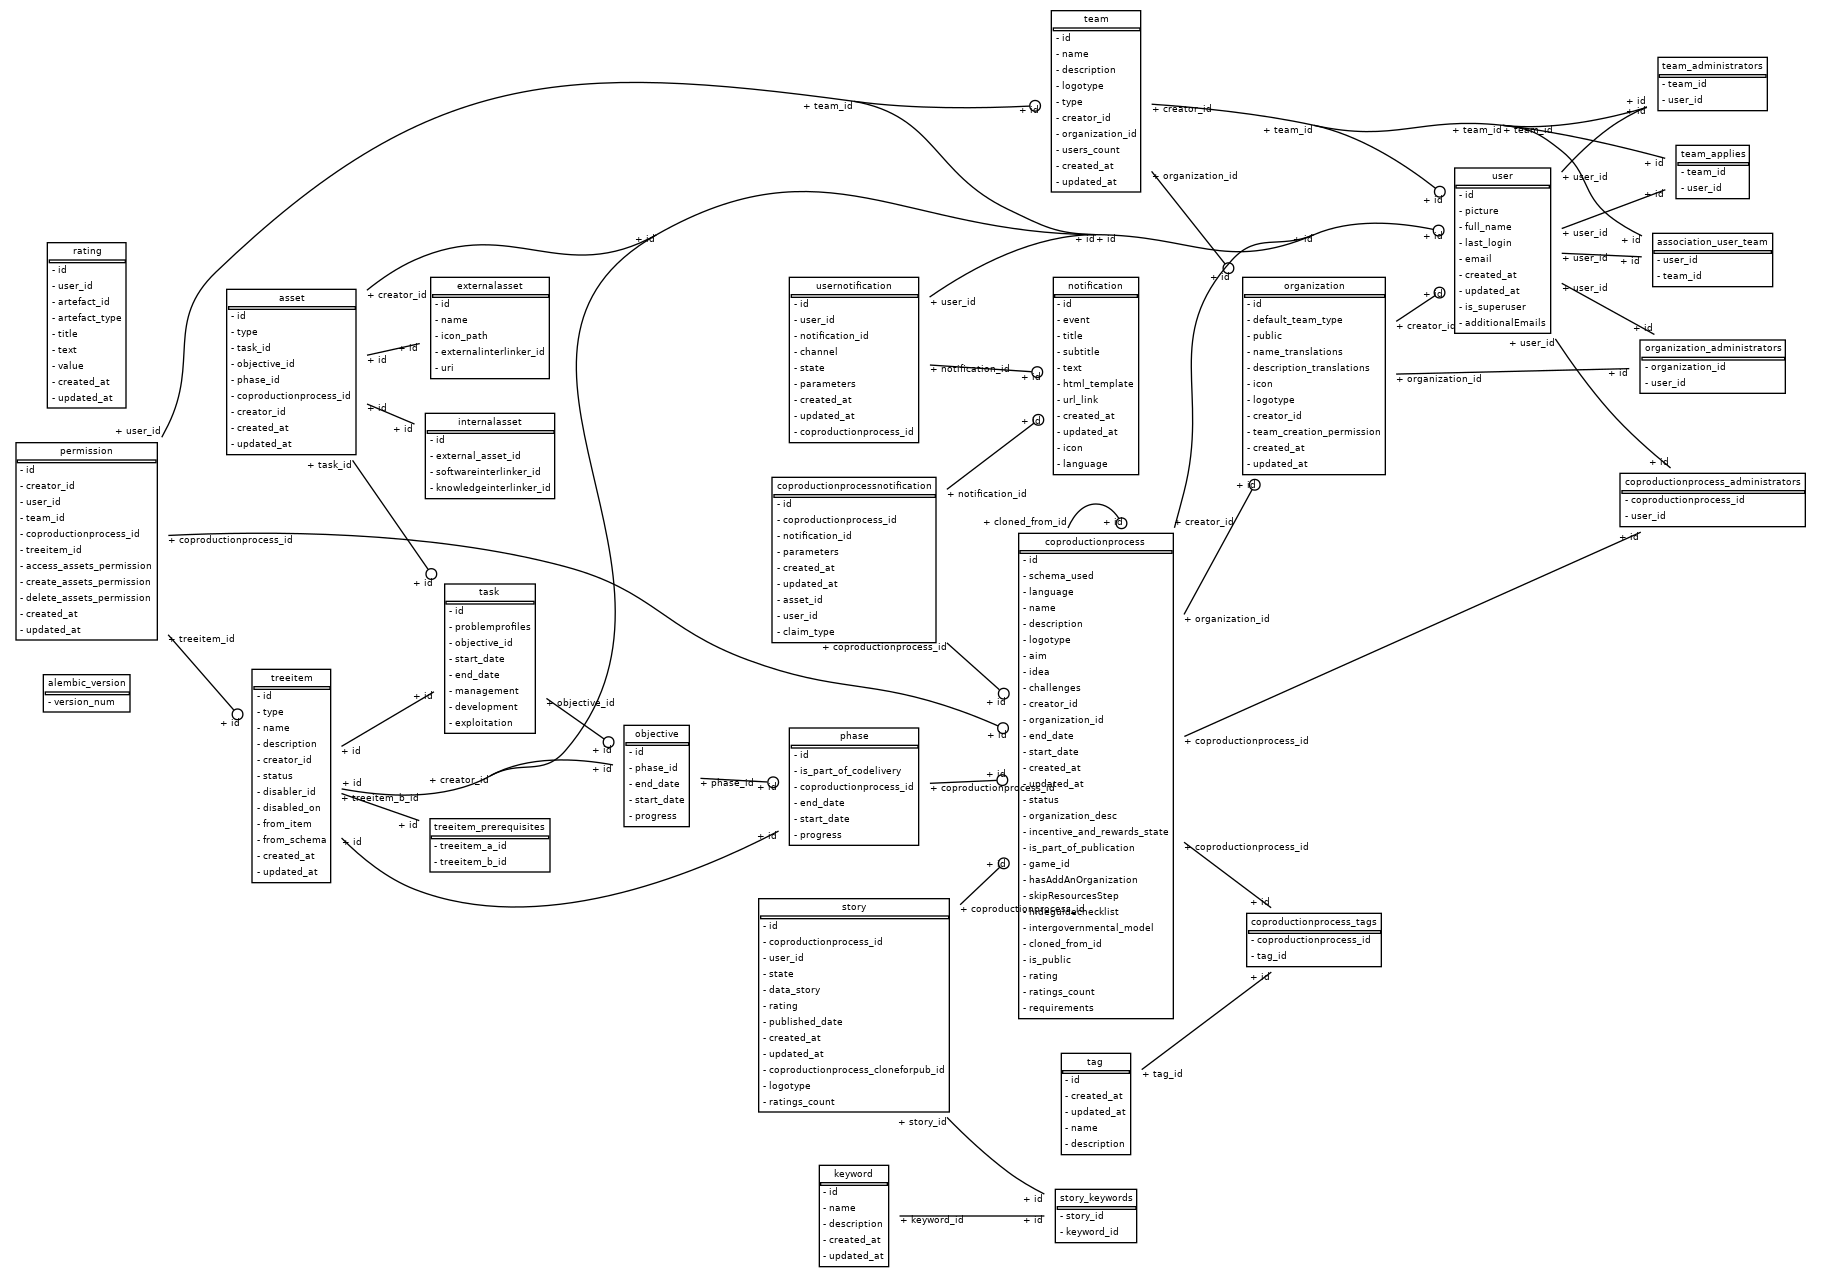 team
- id
- name
- description
- logotype
- type
- creator_id
- organization_id
- users_count
- created_at
- updated_at
team_administrators
- team_id
- user_id
team_applies
- team_id
- user_id
user
- id
- picture
- full_name
- last_login
- email
- created_at
- updated_at
- is_superuser
- additionalEmails
association_user_team
- user_id
- team_id
organization_administrators
- organization_id
- user_id
rating
- id
- user_id
- artefact_id
- artefact_type
- title
- text
- value
- created_at
- updated_at
asset
- id
- type
- task_id
- objective_id
- phase_id
- coproductionprocess_id
- creator_id
- created_at
- updated_at
externalasset
- id
- name
- icon_path
- externalinterlinker_id
- uri
internalasset
- id
- external_asset_id
- softwareinterlinker_id
- knowledgeinterlinker_id
usernotification
- id
- user_id
- notification_id
- channel
- state
- parameters
- created_at
- updated_at
- coproductionprocess_id
notification
- id
- event
- title
- subtitle
- text
- html_template
- url_link
- created_at
- updated_at
- icon
- language
organization
- id
- default_team_type
- public
- name_translations
- description_translations
- icon
- logotype
- creator_id
- team_creation_permission
- created_at
- updated_at
permission
- id
- creator_id
- user_id
- team_id
- coproductionprocess_id
- treeitem_id
- access_assets_permission
- create_assets_permission
- delete_assets_permission
- created_at
- updated_at
coproductionprocessnotification
- id
- coproductionprocess_id
- notification_id
- parameters
- created_at
- updated_at
- asset_id
- user_id
- claim_type
coproductionprocess_administrators
- coproductionprocess_id
- user_id
coproductionprocess
- id
- schema_used
- language
- name
- description
- logotype
- aim
- idea
- challenges
- creator_id
- organization_id
- end_date
- start_date
- created_at
- updated_at
- status
- organization_desc
- incentive_and_rewards_state
- is_part_of_publication
- game_id
- hasAddAnOrganization
- skipResourcesStep
- hideguidechecklist
- intergovernmental_model
- cloned_from_id
- is_public
- rating
- ratings_count
- requirements
task
- id
- problemprofiles
- objective_id
- start_date
- end_date
- management
- development
- exploitation
alembic_version
- version_num
treeitem
- id
- type
- name
- description
- creator_id
- status
- disabler_id
- disabled_on
- from_item
- from_schema
- created_at
- updated_at
treeitem_prerequisites
- treeitem_a_id
- treeitem_b_id
objective
- id
- phase_id
- end_date
- start_date
- progress
phase
- id
- is_part_of_codelivery
- coproductionprocess_id
- end_date
- start_date
- progress
story
- id
- coproductionprocess_id
- user_id
- state
- data_story
- rating
- published_date
- created_at
- updated_at
- coproductionprocess_cloneforpub_id
- logotype
- ratings_count
coproductionprocess_tags
- coproductionprocess_id
- tag_id
tag
- id
- created_at
- updated_at
- name
- description
keyword
- id
- name
- description
- created_at
- updated_at
story_keywords
- story_id
- keyword_id
+ team_id
+ id
+ creator_id
+ team_id
+ id
+ team_id
+ team_id
+ id
+ id
+ id
+ id
+ id
+ id
+ user_id
+ user_id
+ user_id
+ user_id
+ user_id
+ id
+ id
+ organization_id
+ id
+ id
+ id
+ id
+ id
+ id
+ creator_id
+ id
+ creator_id
+ user_id
+ id
+ id
+ id
+ id
+ notification_id
+ id
+ organization_id
+ id
+ user_id
+ task_id
+ id
+ id
+ notification_id
+ id
+ cloned_from_id
+ id
+ creator_id
+ coproductionprocess_id
+ id
+ id
+ organization_id
+ treeitem_id
+ id
+ coproductionprocess_id
+ id
+ id
+ id
+ id
+ objective_id
+ id
+ coproductionprocess_id
+ id
+ creator_id
+ id
+ treeitem_b_id
+ id
+ phase_id
+ id
+ id
+ coproductionprocess_id
+ id
+ id
+ coproductionprocess_id
+ id
+ coproductionprocess_id
+ id
+ id
+ tag_id
+ story_id
+ id
+ keyword_id
+ id